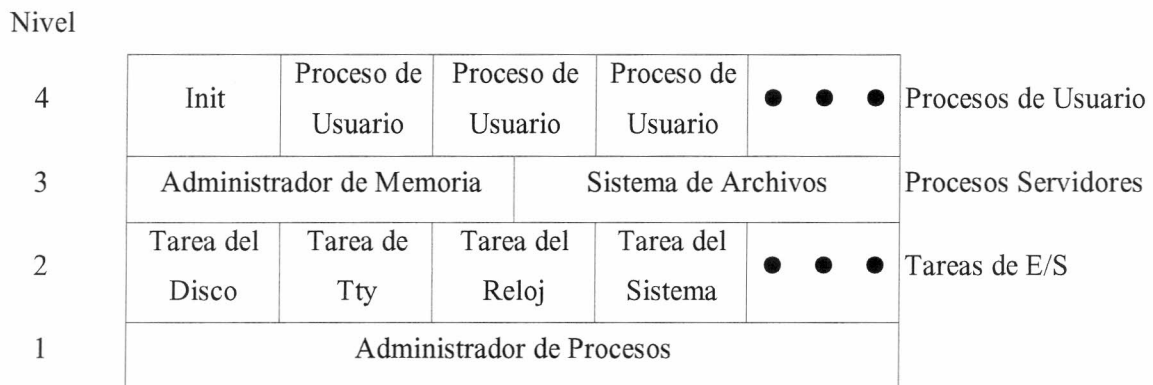 Nivel
4
Init
Proceso de
Usuario
Proceso de
Usuario
Proceso de
Usuario
● ● ●
Procesos de Usuario
3
Administrador de Memoria
Sistema de Archivos
Procesos Servidores
2
Tarea del
Disco
Tarea de
Tty
Tarea del
Reloj
Tarea del
Sistema
● ● ●
Tareas de E/S
1
Administrador de Procesos